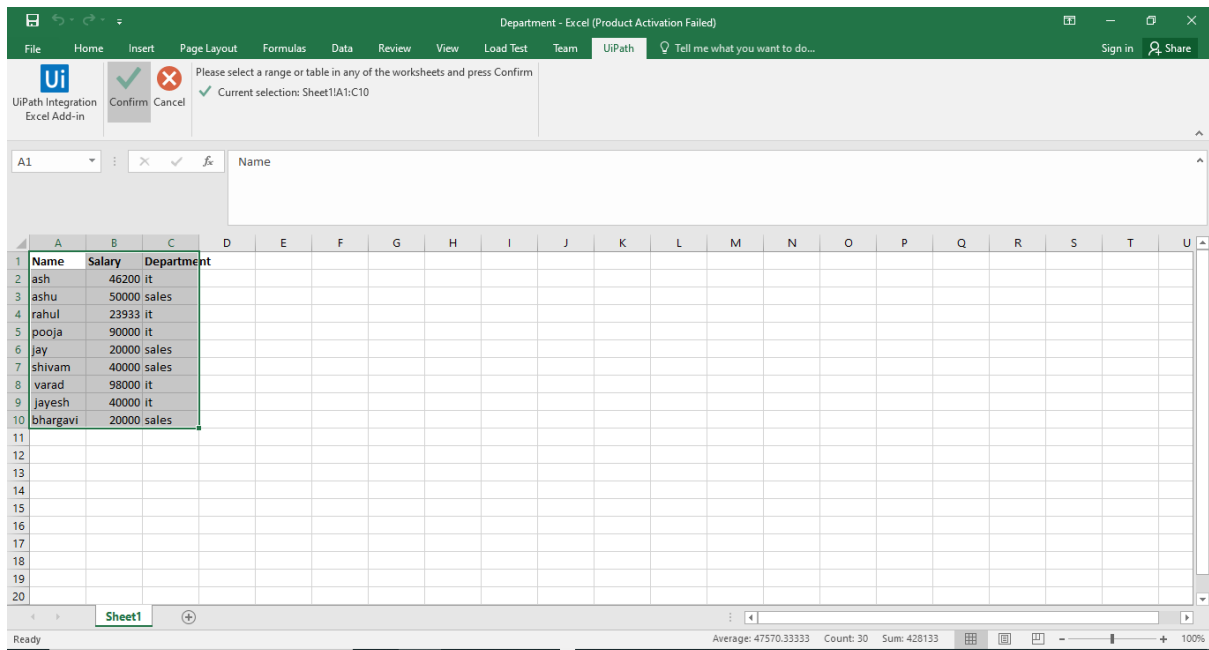 Department - Excel (Product Activation Failed)
File Home Insert Page Layout Formulas Data Review View Load Test Team UiPath Tell me what you want to do... Sign in Share
Ui
UiPath Integration Excel Add-in
Confirm Cancel
Please select a range or table in any of the worksheets and press Confirm
Current selection: Sheet1!A1:C10
A1 fx Name
A B C D E F G H I J K L M N O P Q R S T U
1 Name Salary Department
2 ash 46200 it
3 ashu 50000 sales
4 rahul 23933 it
5 pooja 90000 it
6 jay 20000 sales
7 shivam 40000 sales
8 varad 98000 it
9 jayesh 40000 it
10 bhargavi 20000 sales
11
12
13
14
15
16
17
18
19
20
Sheet1
Ready Average: 47570.33333 Count: 30 Sum: 428133 100%